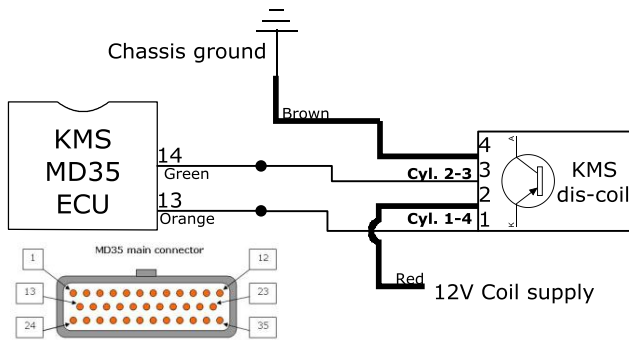 Chassis ground
Brown
KMS
MD35
ECU
14
Green
13
Orange
Cyl. 2-3
Cyl. 1-4
4
3
2
1
A
K
KMS
dis-coil
Red
12V Coil supply
MD35 main connector
1
12
13
23
24
35